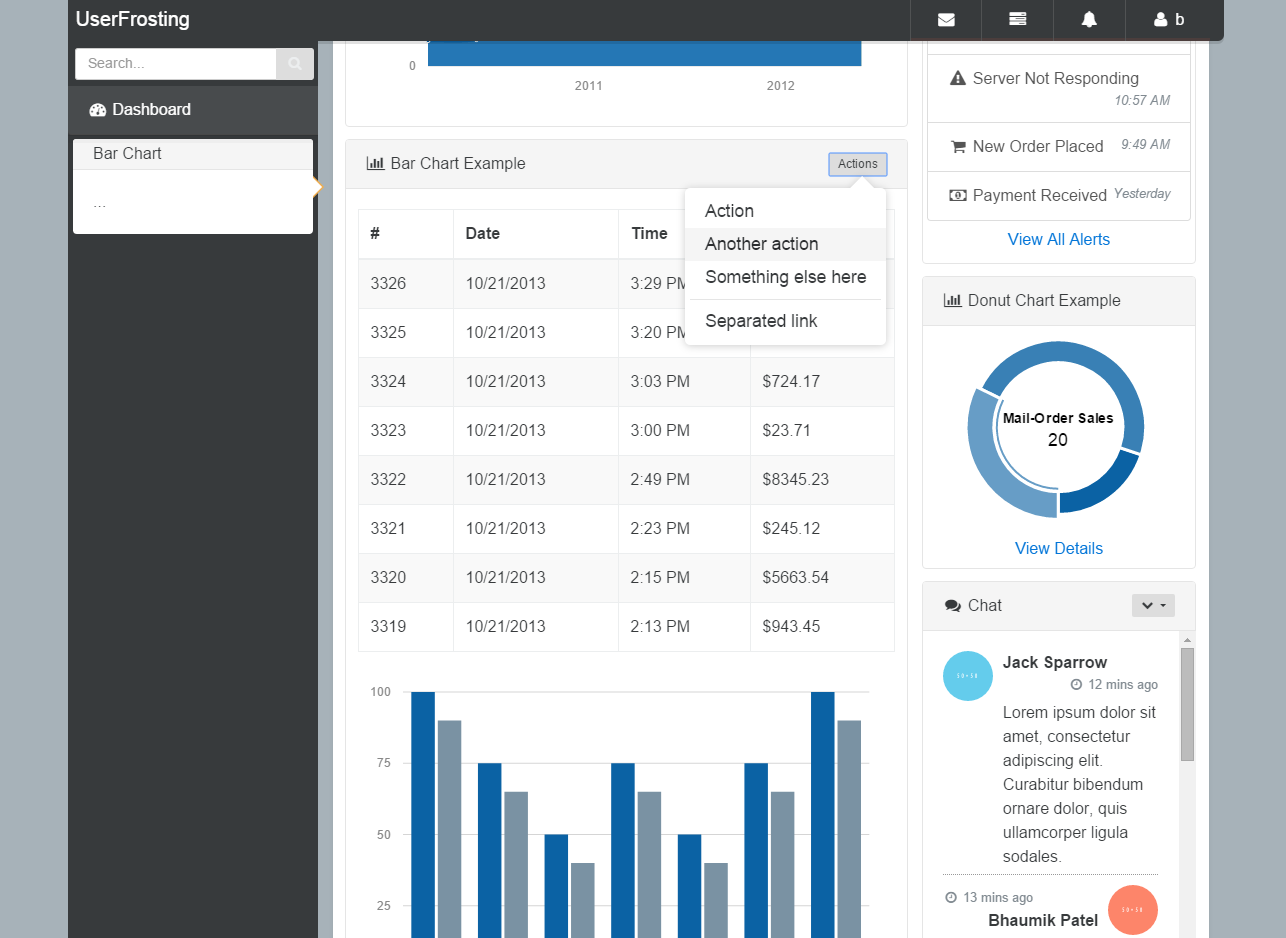 UserFrosting
b
Search...
Dashboard
Bar Chart
...
0
2011
2012
Bar Chart Example
Actions
Action
Another action
Something else here
Separated link
# Date Time
3326 10/21/2013 3:29 PM
3325 10/21/2013 3:20 PM
3324 10/21/2013 3:03 PM $724.17
3323 10/21/2013 3:00 PM $23.71
3322 10/21/2013 2:49 PM $8345.23
3321 10/21/2013 2:23 PM $245.12
3320 10/21/2013 2:15 PM $5663.54
3319 10/21/2013 2:13 PM $943.45
100
75
50
25
Server Not Responding
10:57 AM
New Order Placed 9:49 AM
Payment Received Yesterday
View All Alerts
Donut Chart Example
Mail-Order Sales
20
View Details
Chat
Jack Sparrow
12 mins ago
Lorem ipsum dolor sit
amet, consectetur
adipiscing elit.
Curabitur bibendum
ornare dolor, quis
ullamcorper ligula
sodales.
13 mins ago
Bhaumik Patel